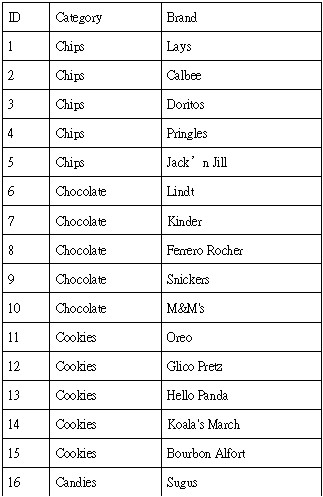 ID Category Brand
1 Chips Lays
2 Chips Calbee
3 Chips Doritos
4 Chips Pringles
5 Chips Jack’n Jill
6 Chocolate Lindt
7 Chocolate Kinder
8 Chocolate Ferrero Rocher
9 Chocolate Snickers
10 Chocolate M&M's
11 Cookies Oreo
12 Cookies Glico Pretz
13 Cookies Hello Panda
14 Cookies Koala's March
15 Cookies Bourbon Alfort
16 Candies Sugus